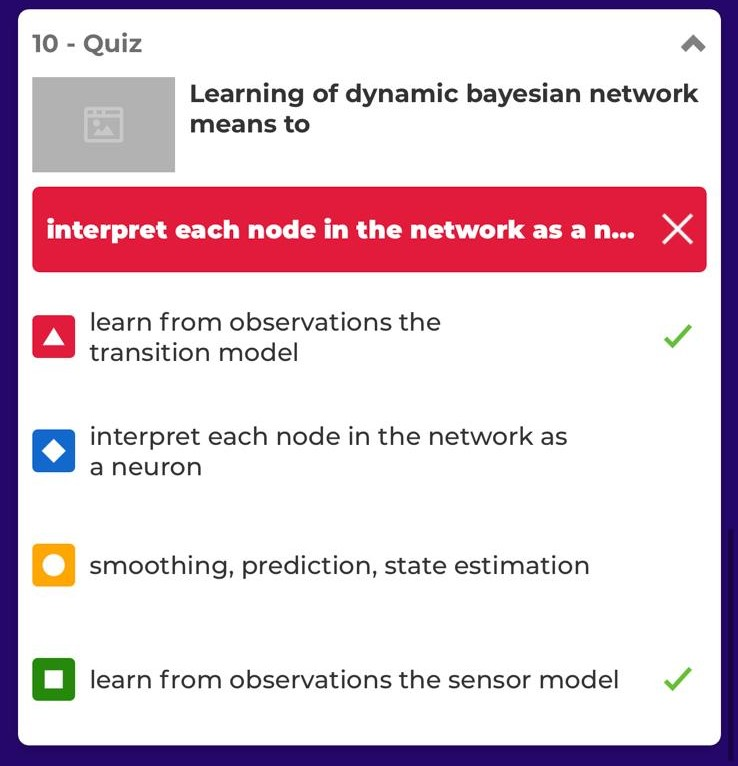 10 - Quiz
Learning of dynamic bayesian network
means to
interpret each node in the network as a n...
learn from observations the
transition model
interpret each node in the network as
a neuron
smoothing, prediction, state estimation
learn from observations the sensor model